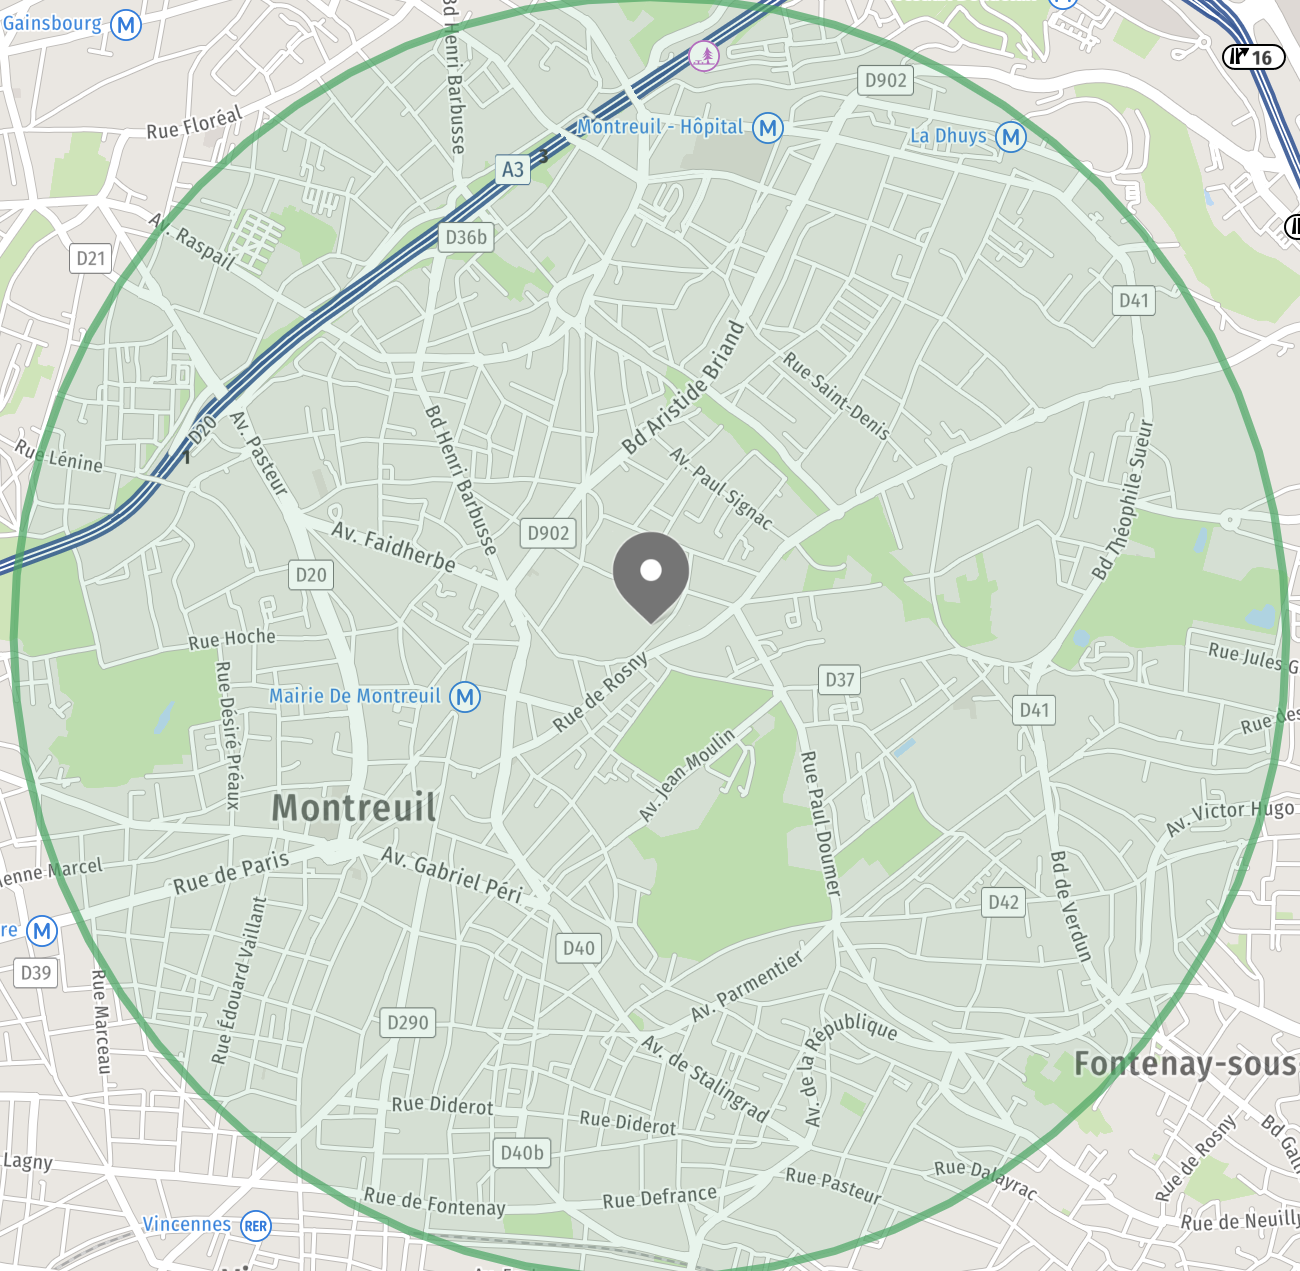 Gainsbourg M
16
Bd Henri Barbusse
D902
Rue Floréal
Montreuil - Hôpital M
La Dhuys M
A3
3
Av. Raspail
D36b
D21
D41
Bd Aristide Briand
Rue Saint-Denis
D20
Av. Pasteur
Bd Henri Barbusse
Rue Lénine
1
Av. Paul Signac
Bd Théophile Sueur
Av. Faidherbe
D902
D20
Rue Hoche
Rue Jules G
Rue de Rosny
D37
Mairie De Montreuil M
Rue Désiré Préaux
D41
Rue des
Av. Jean Moulin
Rue Paul Doumer
Montreuil
Av. Victor Hugo
enne Marcel
Rue de Paris
Av. Gabriel Péri
Bd de Verdun
D42
re M
Rue Édouard Vaillant
D40
D39
Rue Marceau
Av. Parmentier
D290
Av. de la République
Av. de Stalingrad
Fontenay-sous
Rue Diderot
Rue Diderot
Lagny
D40b
Rue de Rosny
Bd Gall
Rue de Fontenay
Rue Defrance
Rue Pasteur
Rue Dalayrac
Vincennes RER
Rue de Neuilly